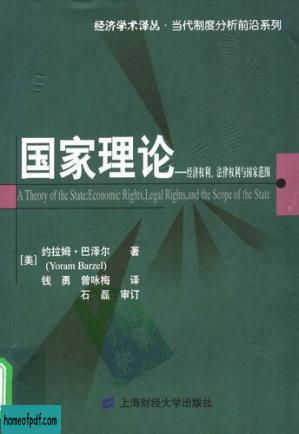 经济学术译丛·当代制度分析前沿系列
国家理论
——经济权利、法律权利与国家范围
A Theory of the State:Economic Rights,Legal Rights,and the Scope of the State
[美] 约拉姆·巴泽尔 著
(Yoram Barzel)
钱 勇 曾咏梅 译
石 磊 审订
上海财经大学出版社
homeofpdf.com
homeofpdf.com